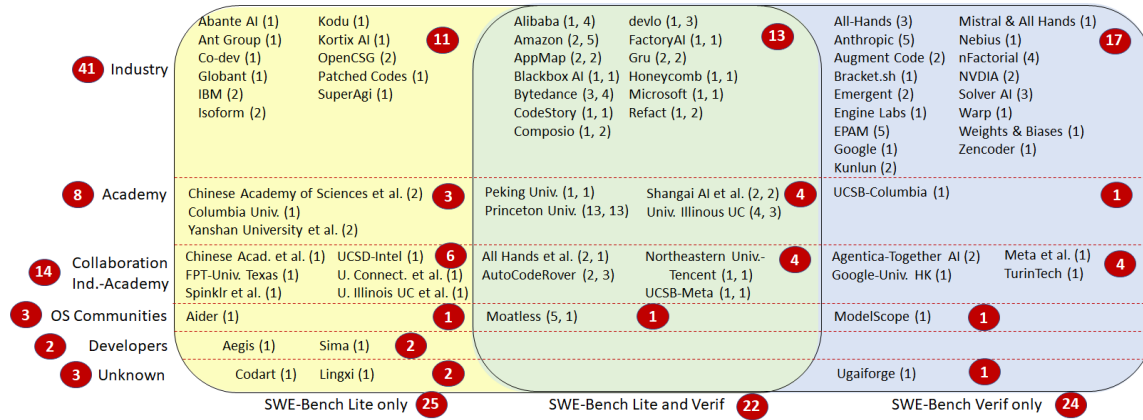 Abante AI (1) Kodu (1) Alibaba (1, 4) devlo (1, 3) All-Hands (3) Mistral & All Hands (1)
Ant Group (1) Kortix AI (1) 11 Amazon (2, 5) FactoryAI (1, 1) 13 Anthropic (5) Nebius (1) 17
Co-dev (1) OpenCSG (2) AppMap (2, 2) Gru (2, 2) Augment Code (2) nFactorial (4)
41 Industry Globant (1) Patched Codes (1) Blackbox AI (1, 1) Honeycomb (1, 1) Bracket.sh (1) NVDIA (2)
IBM (2) SuperAgi (1) Bytedance (3, 4) Microsoft (1, 1) Emergent (2) Solver AI (3)
Isoform (2) CodeStory (1, 1) Refact (1, 2) Engine Labs (1) Warp (1)
Composio (1, 2) EPAM (5) Weights & Biases (1)
Google (1) Zencoder (1)
Kunlun (2)
8 Academy Chinese Academy of Sciences et al. (2) 3 Peking Univ. (1, 1) Shangai AI et al. (2, 2) 4 UCSB-Columbia (1) 1
Columbia Univ. (1) Princeton Univ. (13, 13) Univ. Illinous UC (4, 3)
Yanshan University et al. (2)
14 Collaboration Chinese Acad. et al. (1) UCSD-Intel (1) 6 All Hands et al. (2, 1) Northeastern Univ.- 4 Agentica-Together AI (2) Meta et al. (1) 4
Ind.-Academy FPT-Univ. Texas (1) U. Connect. et al. (1) AutoCodeRover (2, 3) Tencent (1, 1) Google-Univ. HK (1) TurinTech (1)
Spinklr et al. (1) U. Illinois UC et al. (1) UCSB-Meta (1, 1)
3 OS Communities Aider (1) 1 Moatless (5, 1) 1 ModelScope (1) 1
2 Developers Aegis (1) Sima (1) 2
3 Unknown Codart (1) Lingxi (1) 2 Ugaiforge (1) 1
SWE-Bench Lite only 25 SWE-Bench Lite and Verif 22 SWE-Bench Verif only 24